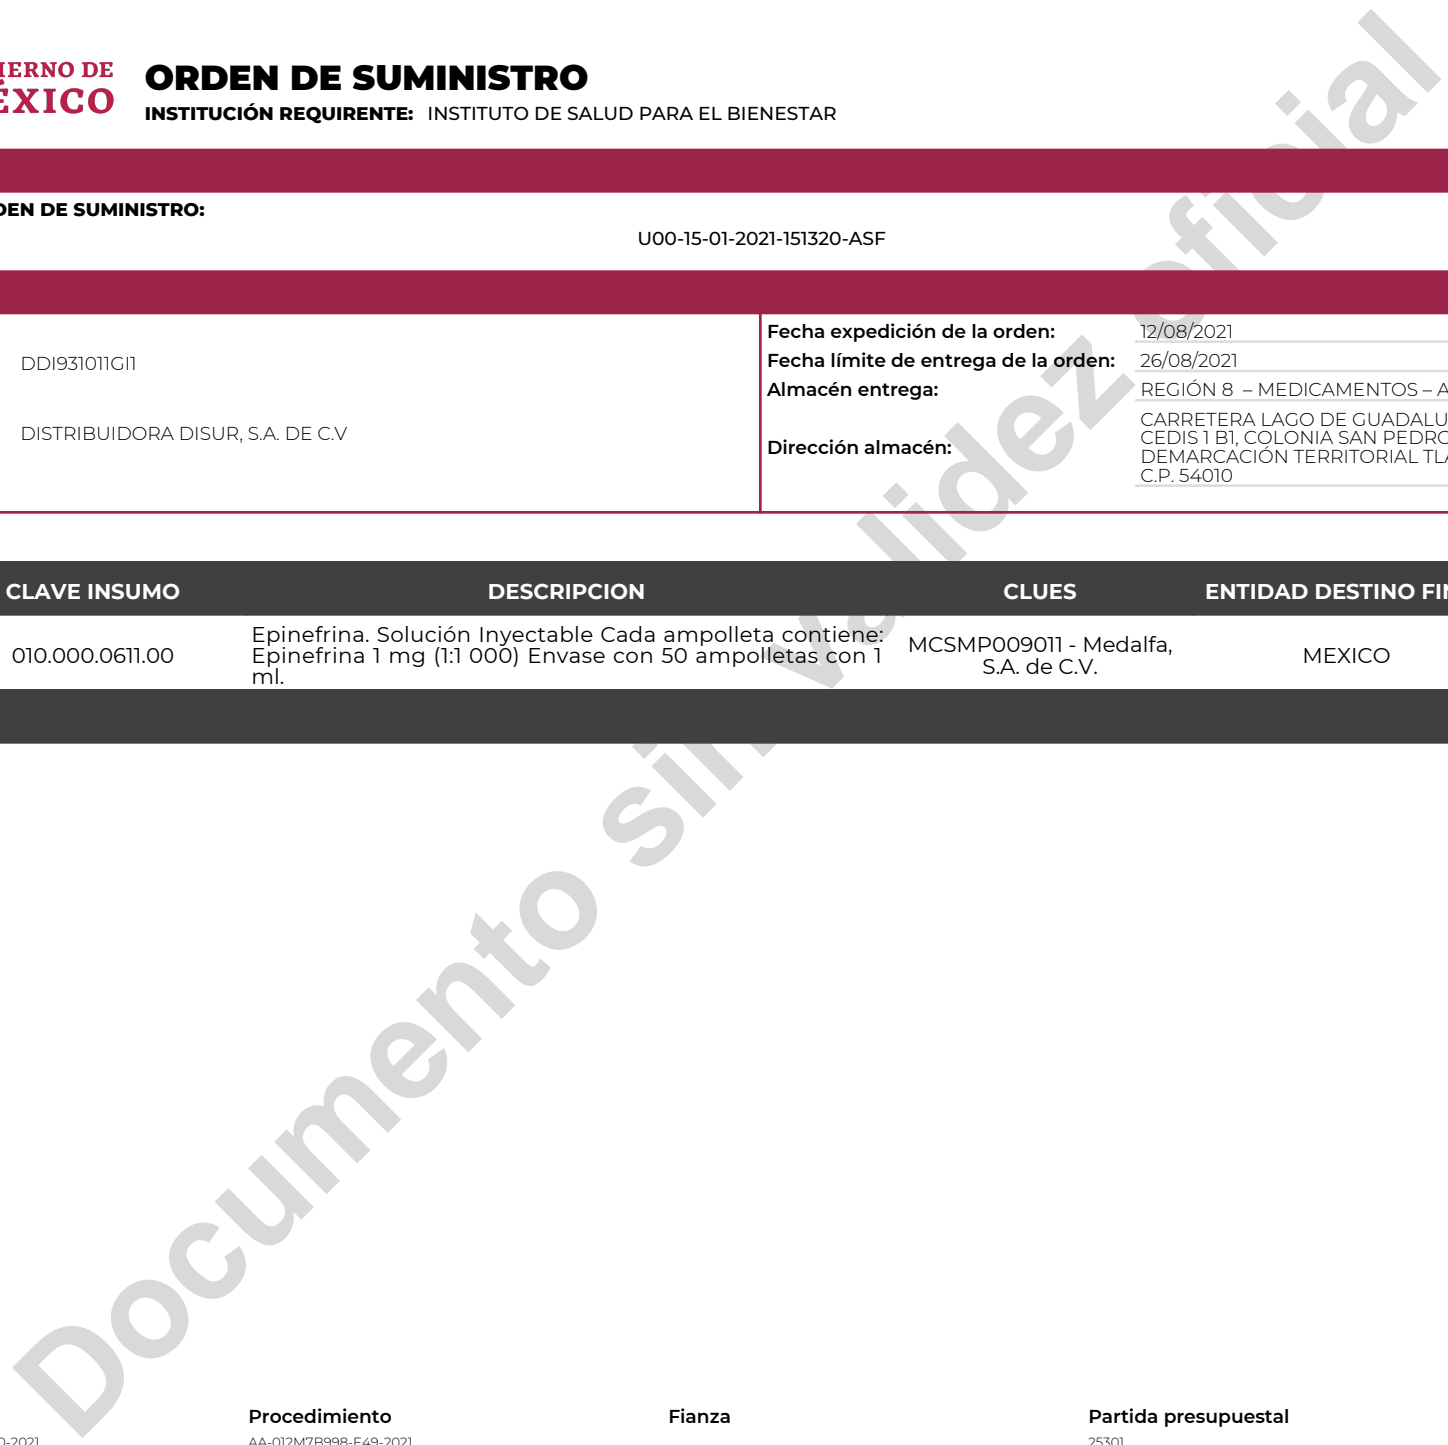 IERNO DE
ÉXICO
ORDEN DE SUMINISTRO
INSTITUCIÓN REQUIRENTE: INSTITUTO DE SALUD PARA EL BIENESTAR
DEN DE SUMINISTRO:
U00-15-01-2021-151320-ASF
DDI931011GI1
DISTRIBUIDORA DISUR, S.A. DE C.V
Fecha expedición de la orden: 12/08/2021
Fecha límite de entrega de la orden: 26/08/2021
Almacén entrega: REGIÓN 8 – MEDICAMENTOS – A
Dirección almacén: CARRETERA LAGO DE GUADALU
CEDIS 1 B1, COLONIA SAN PEDRO
DEMARCACIÓN TERRITORIAL TLA
C.P. 54010
CLAVE INSUMO DESCRIPCION CLUES ENTIDAD DESTINO FIN
010.000.0611.00
Epinefrina. Solución Inyectable Cada ampolleta contiene:
Epinefrina 1 mg (1:1 000) Envase con 50 ampolletas con 1
ml.
MCSMP009011 - Medalfa,
S.A. de C.V.
MEXICO
Documento sin validez oficial
Procedimiento Fianza Partida presupuestal
0-2021 AA-012M7B998-E49-2021 25301